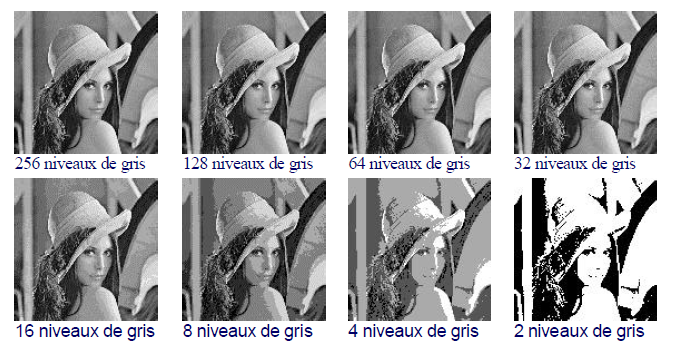 256 niveaux de gris
128 niveaux de gris
64 niveaux de gris
32 niveaux de gris
16 niveaux de gris
8 niveaux de gris
4 niveaux de gris
2 niveaux de gris